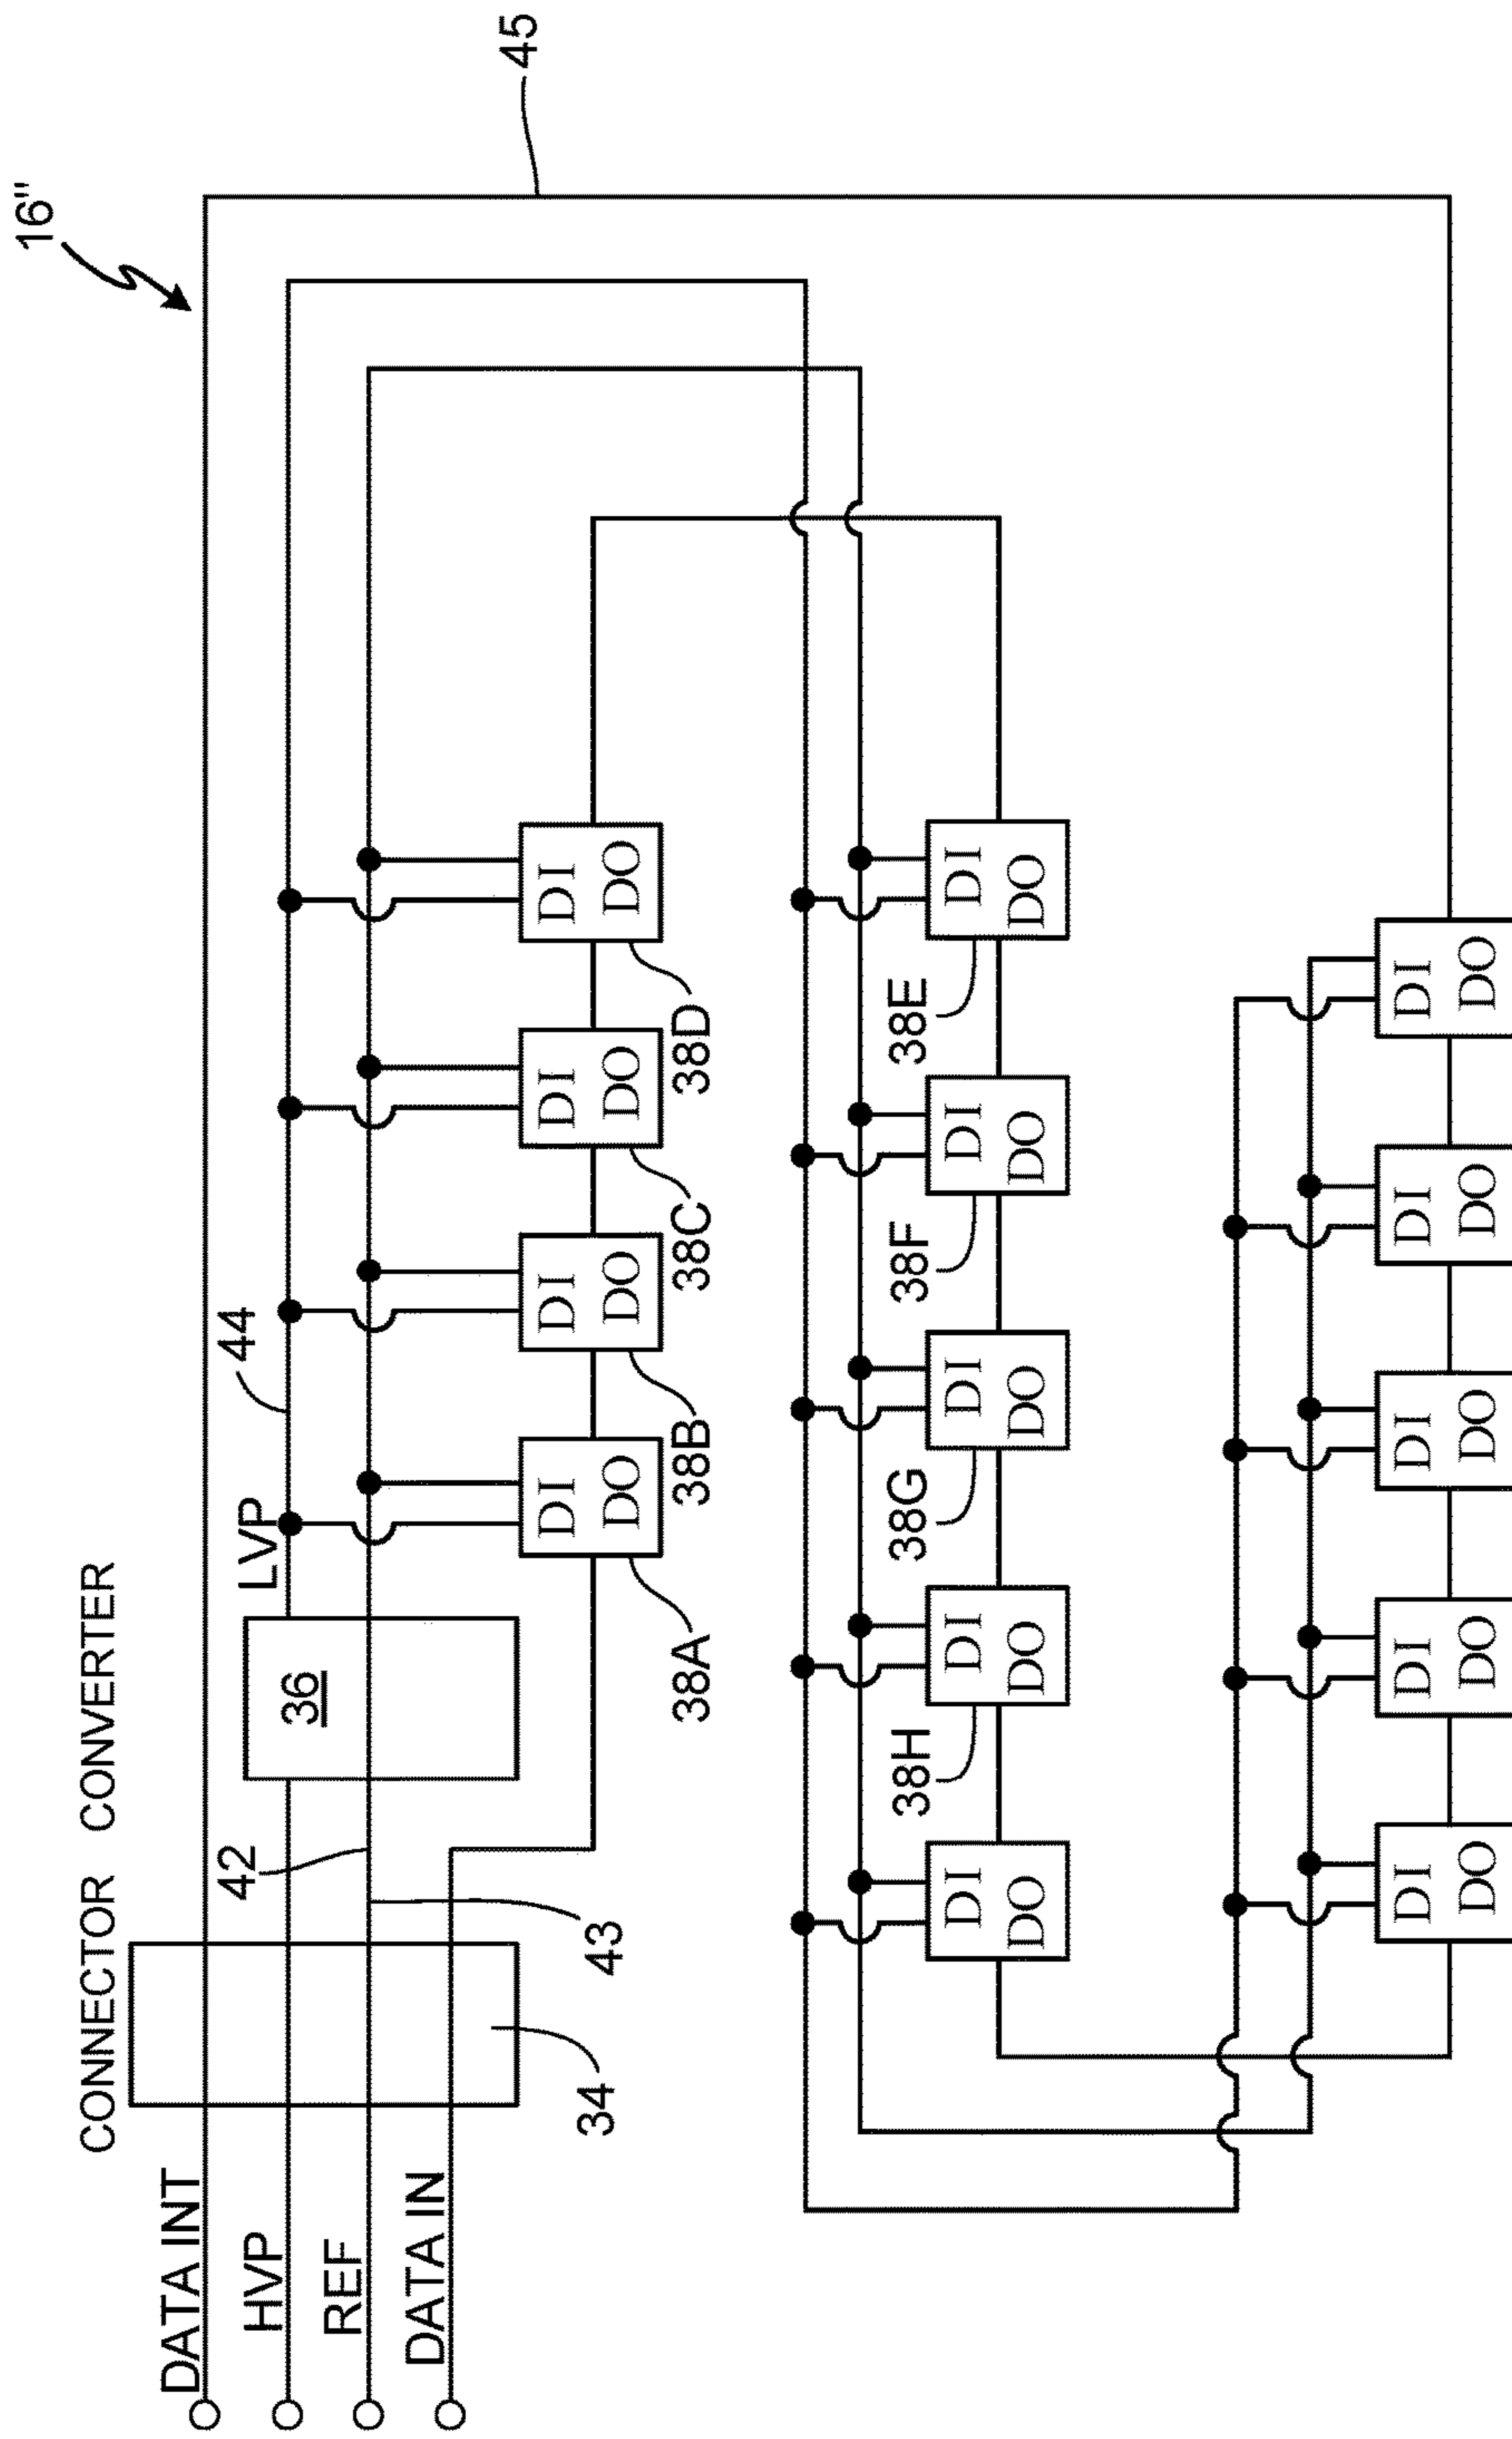 16"
45
CONNECTOR CONVERTER
DATA INT
HVP
42
36
LVP
44
REF
43
DATA IN
34
DI DI DI DI
DO DO DO DO
38A 38B 38C 38D
38H 38G 38F 38E
DI DI DI DI DI
DO DO DO DO DO
DI DI DI DI DI
DO DO DO DO DO